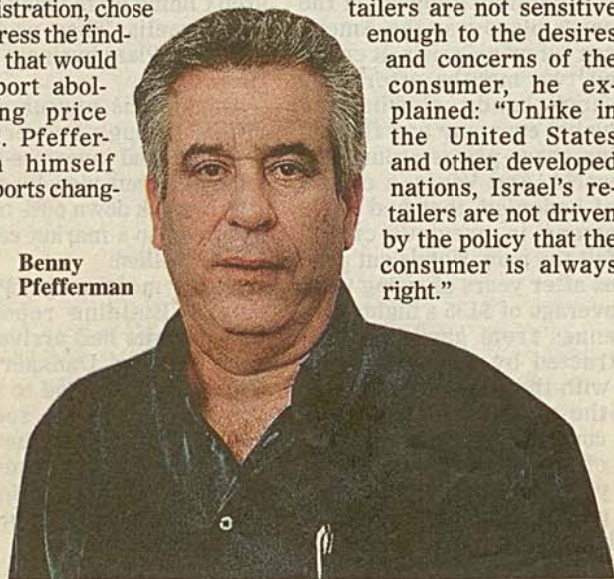 istration, chose
ress the find-
that would
port abol-
ng price
. Pfeffer-
himself
ports chang-
Benny
Pfefferman
tailers are not sensitive
enough to the desires
and concerns of the
consumer, he ex-
plained: “Unlike in
the United States
and other developed
nations, Israel’s re-
tailers are not driven
by the policy that the
consumer is always
right.”